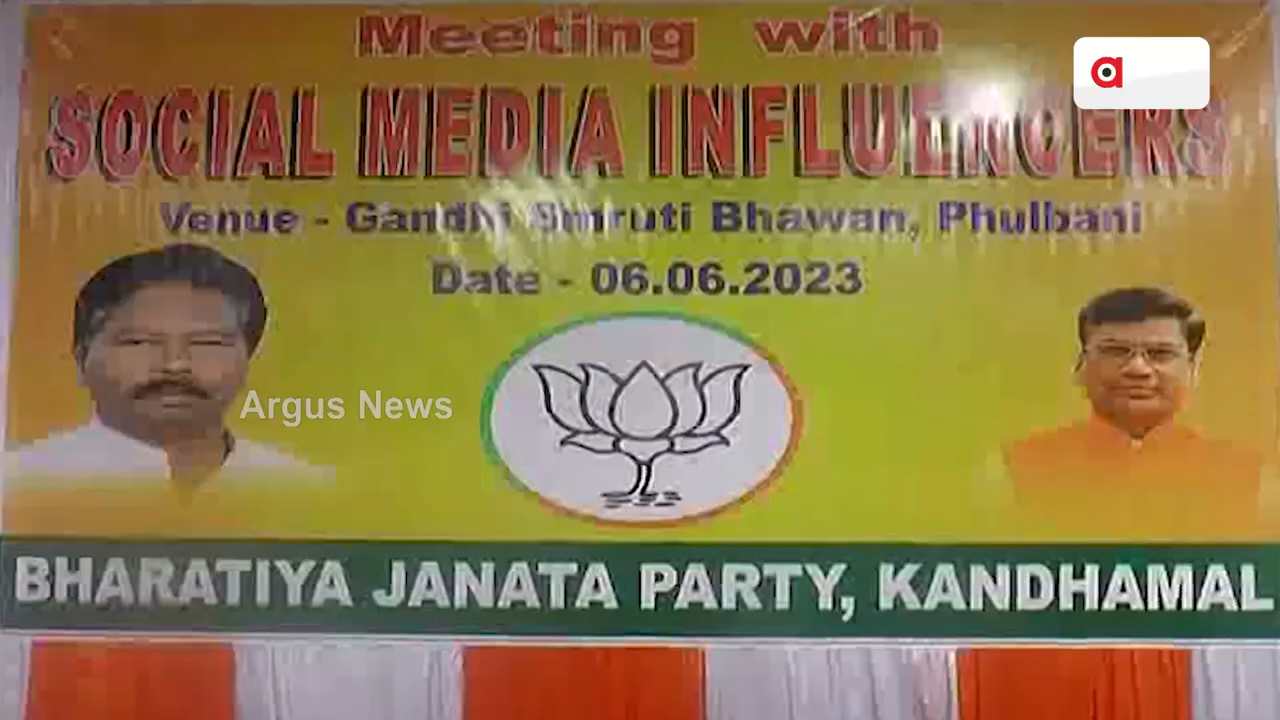 Meeting with
a
SOCIAL MEDIA INFLUENCERS
Venue - Gandhi Smruti Bhawan, Phulbani
Date - 06.06.2023
Argus News
BHARATIYA JANATA PARTY, KANDHAMAL